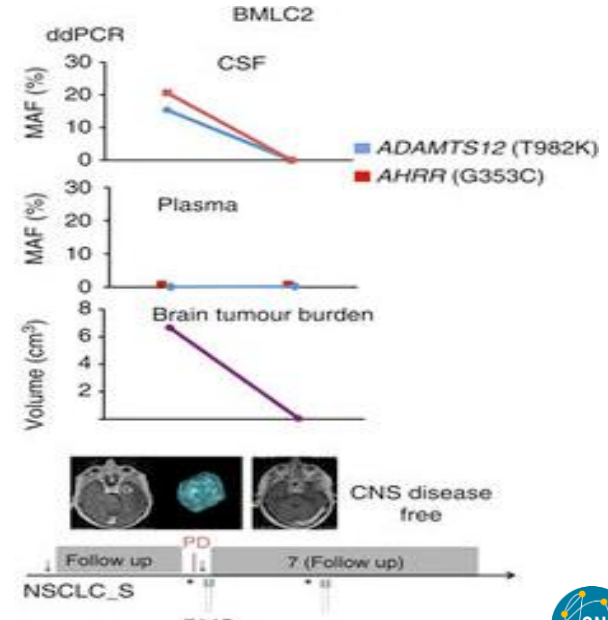 BMLC2
ddPCR
CSF
MAF (%)
30
20
10
0
ADAMTS12 (T982K)
AHRR (G353C)
Plasma
MAF (%)
30
20
10
0
Brain tumour burden
Volume (cm³)
8
6
4
2
CNS disease
free
PD
Follow up
7 (Follow up)
NSCLC_S